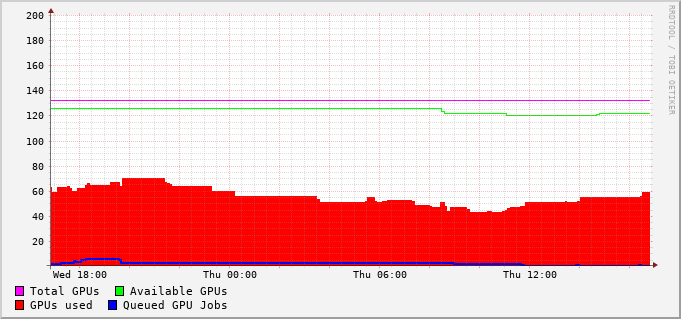 200
180
160
140
120
100
80
60
40
20
Wed 18:00 Thu 00:00 Thu 06:00 Thu 12:00
Total GPUs Available GPUs
GPUs used Queued GPU Jobs
RRDTOOL / TOBI OETIKER